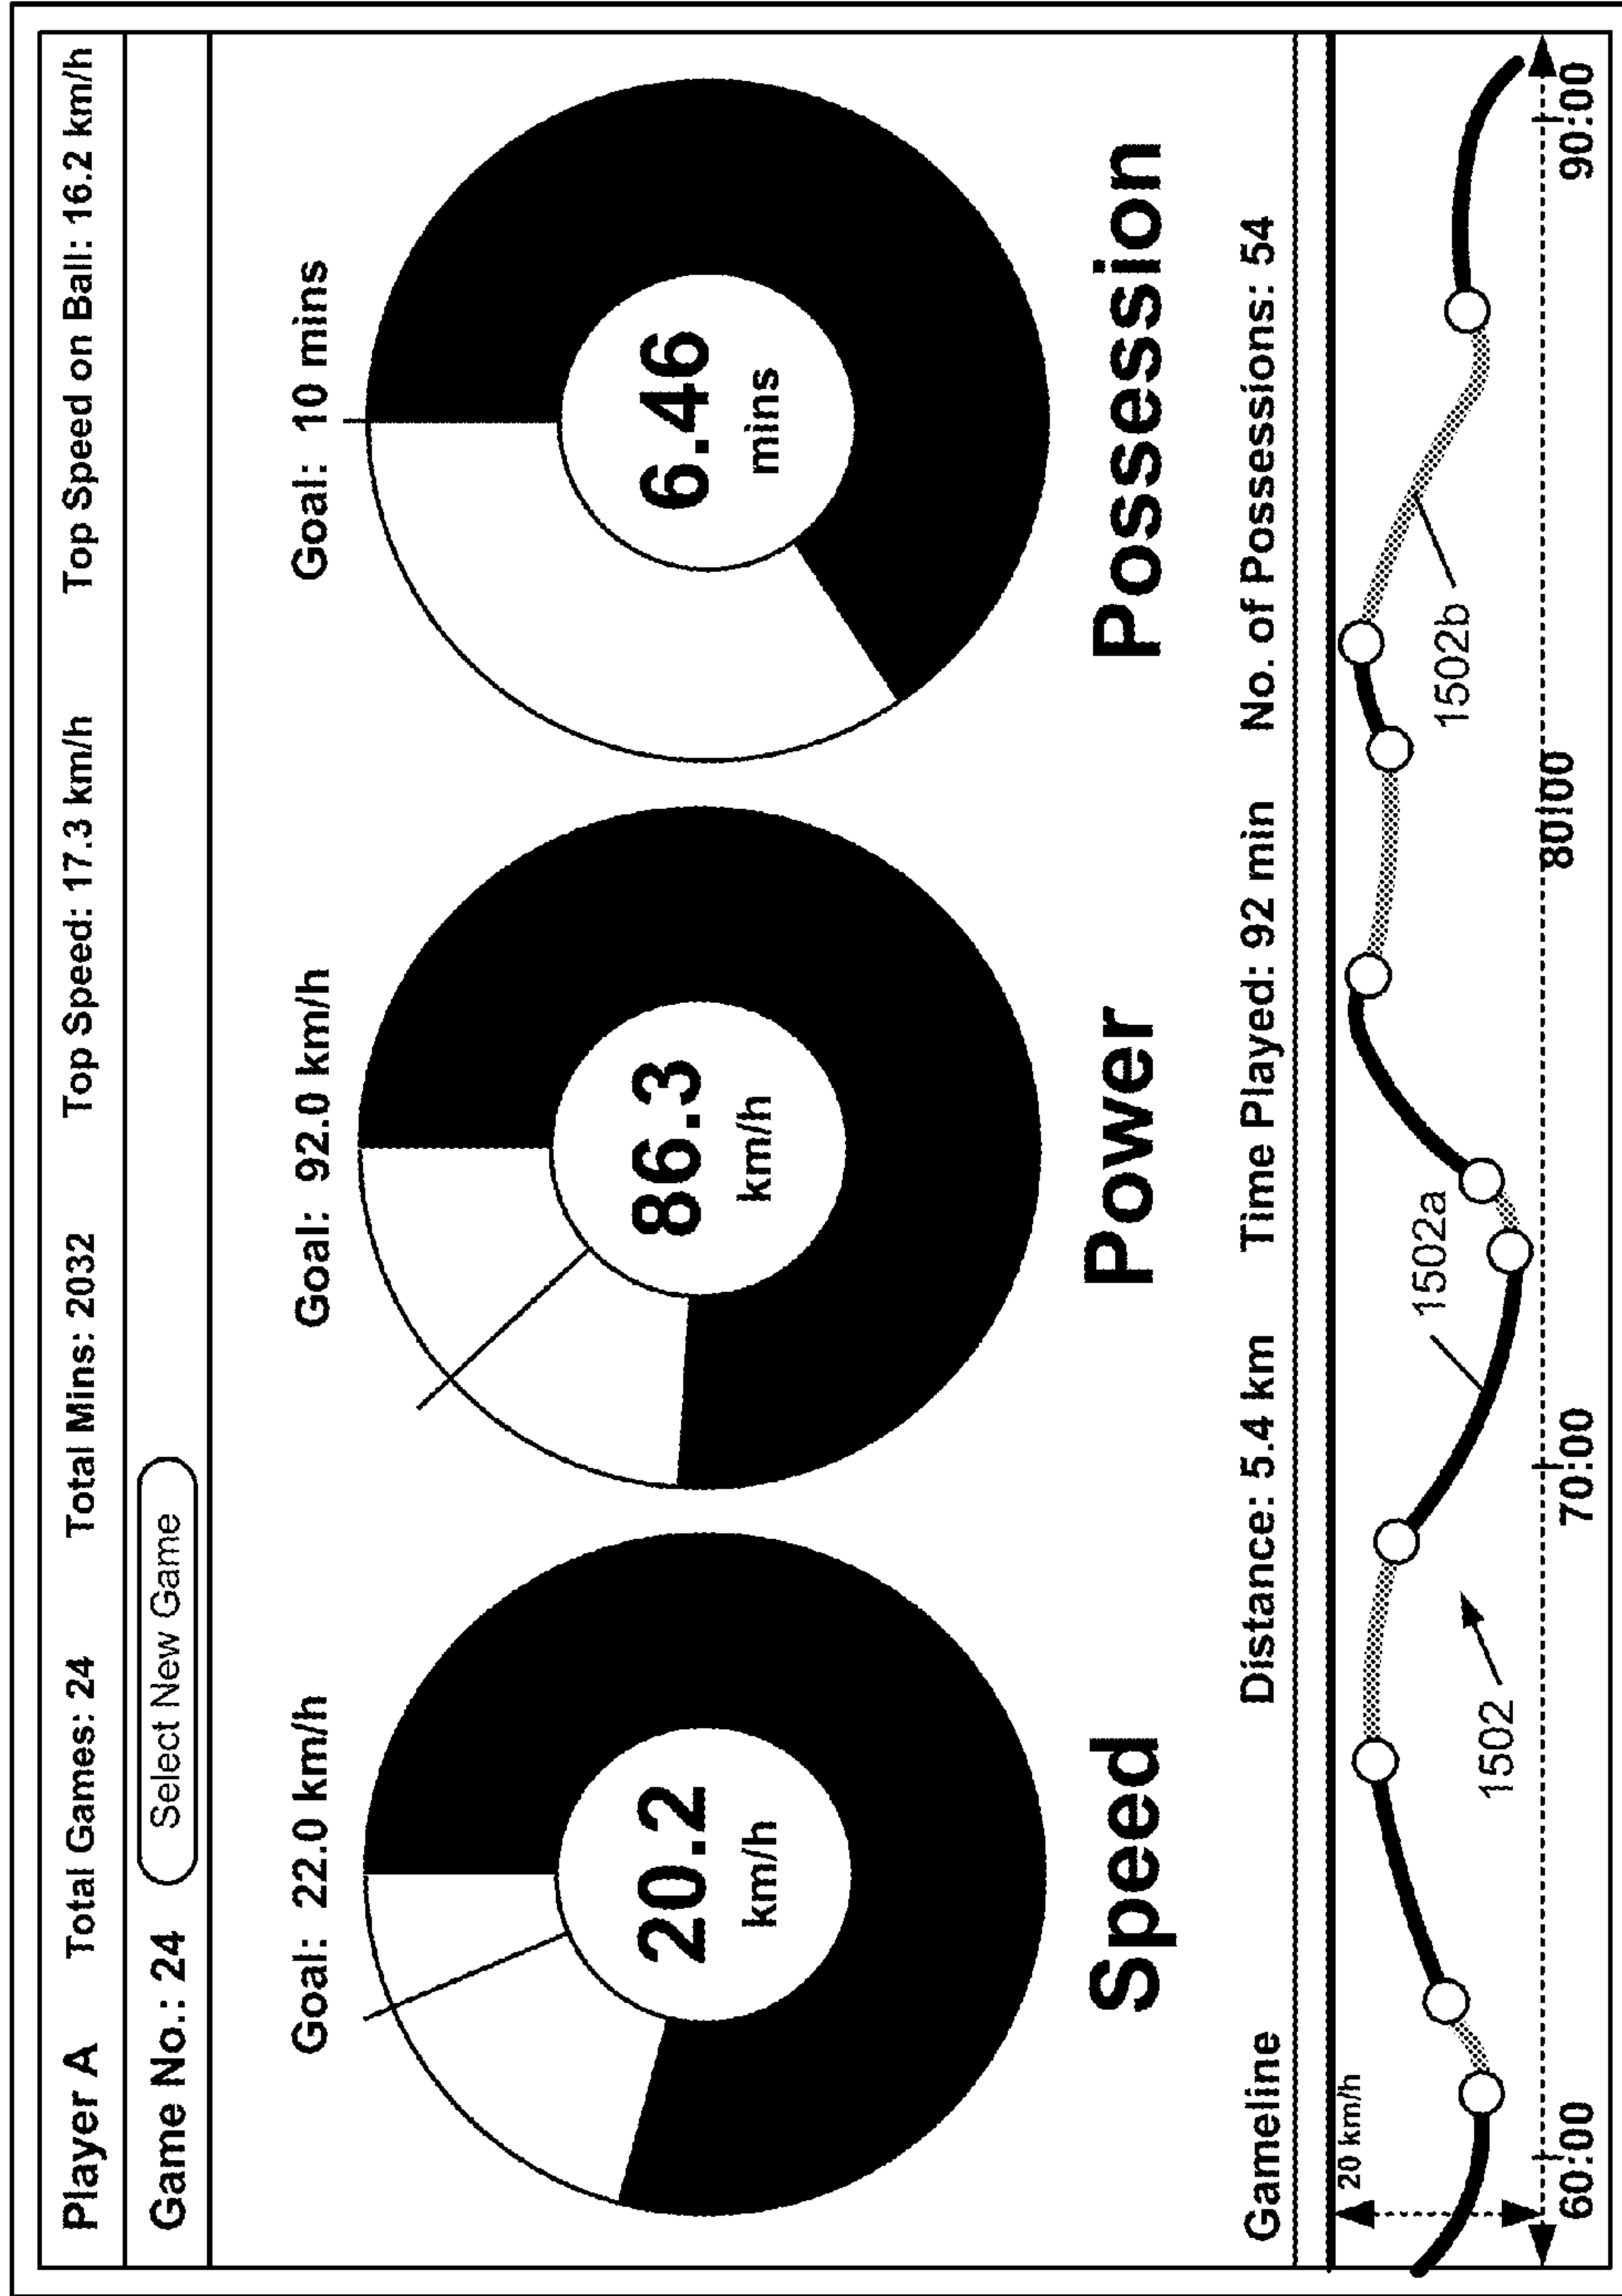 Player A Total Games: 24 Total Mins: 2032 Top Speed: 17.3 km/h Top Speed on Ball: 16.2 km/h
Game No.: 24 Select New Game
Goal: 22.0 km/h Goal: 92.0 km/h Goal: 10 mins
20.2 86.3 6.46
km/h km/h mins
Speed Power Possession
Gameline Distance: 5.4 km Time Played: 92 min No. of Possessions: 54
20 km/h
1502a 1502b
1502
60:00 70:00 80:00 90:00